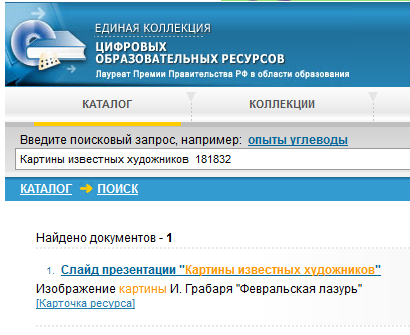 ЕДИНАЯ КОЛЛЕКЦИЯ
ЦИФРОВЫХ
ОБРАЗОВАТЕЛЬНЫХ РЕСУРСОВ
Лауреат Премии Правительства РФ в области образования
КАТАЛОГ КОЛЛЕКЦИИ
Введите поисковый запрос, например: опыты углеводы
Картины известных художников 181832
КАТАЛОГ ➔ ПОИСК
Найдено документов - 1
1. Слайд презентации "Картины известных художников"
Изображение картины И. Грабаря "Февральская лазурь"
[Карточка ресурса]